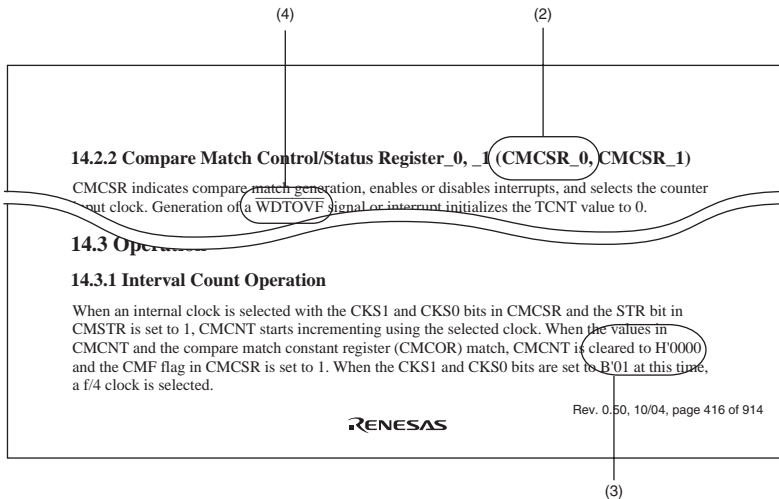 (4)
(2)
14.2.2 Compare Match Control/Status Register_0, _1 (CMCSR_0, CMCSR_1)
CMCSR indicates compare match generation, enables or disables interrupts, and selects the counter
input clock. Generation of a WDTOVF signal or interrupt initializes the TCNT value to 0.
14.3 Operation
14.3.1 Interval Count Operation
When an internal clock is selected with the CKS1 and CKS0 bits in CMCSR and the STR bit in
CMSTR is set to 1, CMCNT starts incrementing using the selected clock. When the values in
CMCNT and the compare match constant register (CMCOR) match, CMCNT is cleared to H'0000
and the CMF flag in CMCSR is set to 1. When the CKS1 and CKS0 bits are set to B'01 at this time,
a f/4 clock is selected.
Rev. 0.50, 10/04, page 416 of 914
RENESAS
(3)